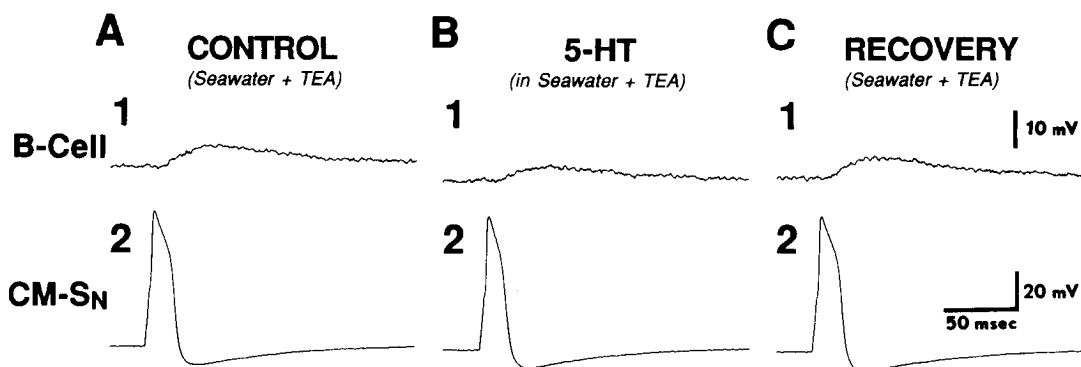 A
CONTROL
(Seawater + TEA)
B
5-HT
(in Seawater + TEA)
C
RECOVERY
(Seawater + TEA)
B-Cell
1
1
1
10 mV
CM-SN
2
2
2
20 mV
50 msec